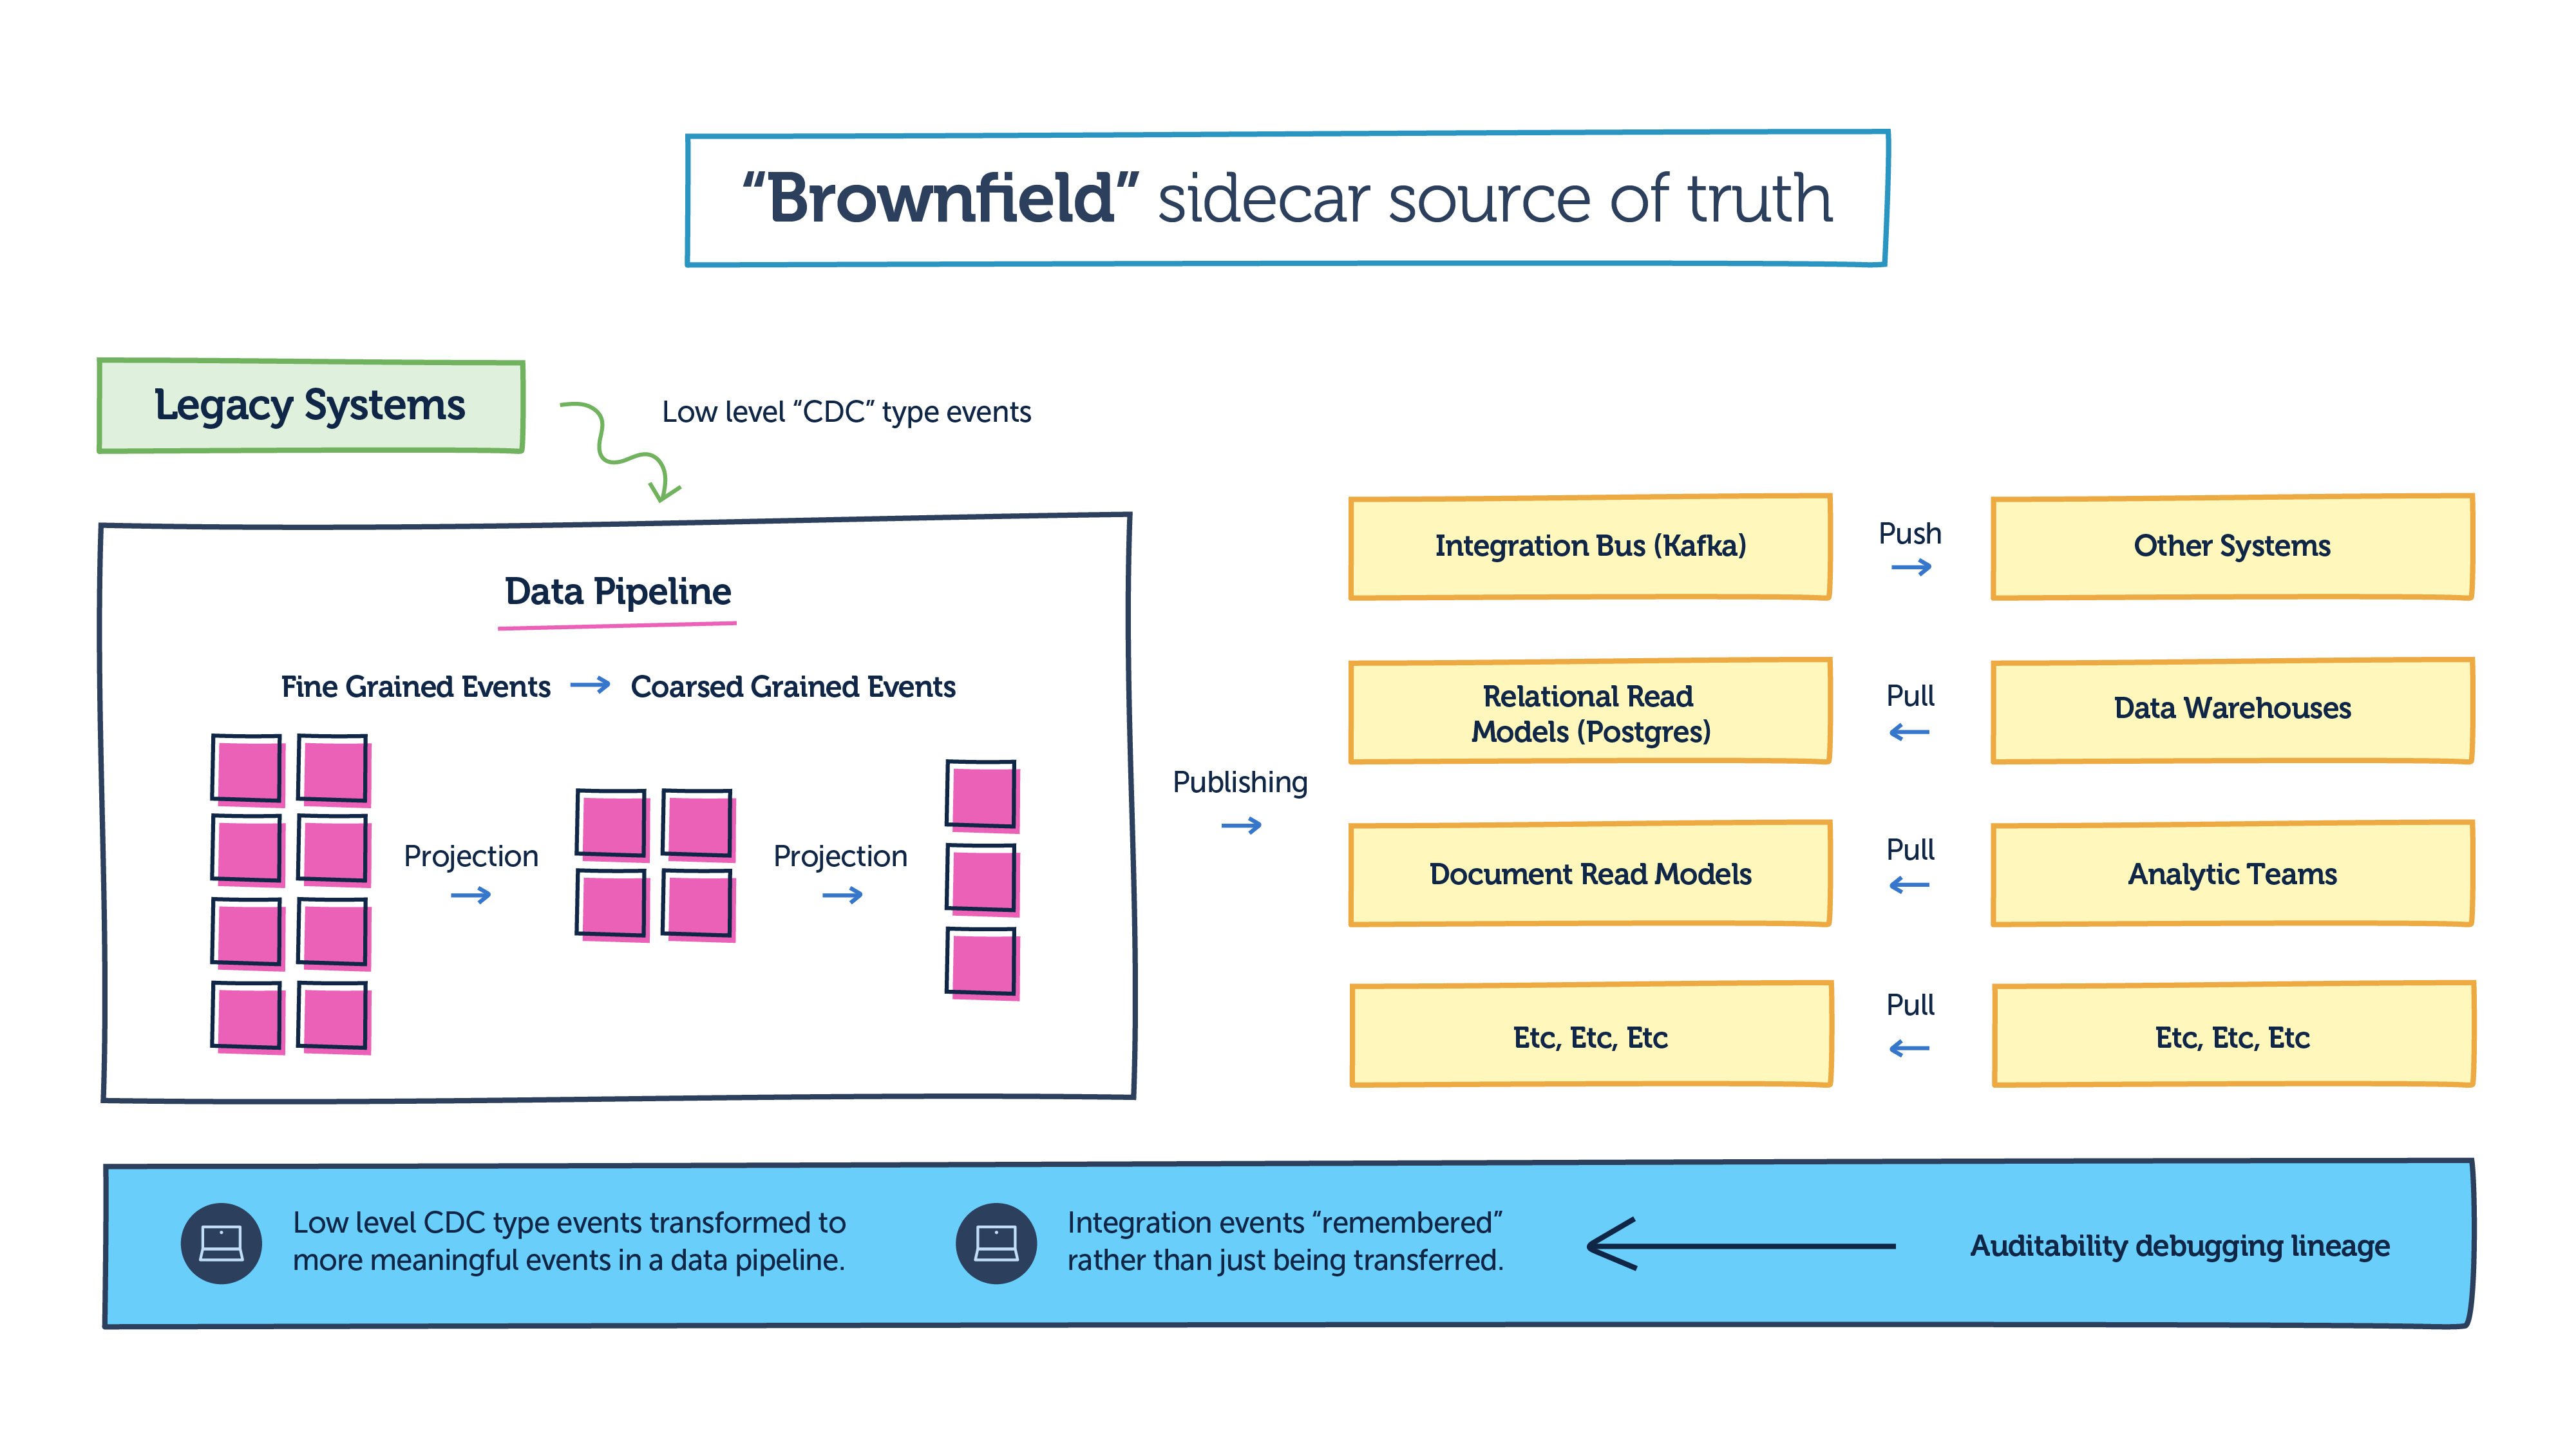 “Brownfield” sidecar source of truth
Legacy Systems
Low level “CDC” type events
Data Pipeline
Fine Grained Events
Coarsed Grained Events
Projection
Projection
Publishing
Integration Bus (Kafka)
Push
Other Systems
Relational Read
Models (Postgres)
Pull
Data Warehouses
Document Read Models
Pull
Analytic Teams
Etc, Etc, Etc
Pull
Etc, Etc, Etc
Low level CDC type events transformed to
more meaningful events in a data pipeline.
Integration events “remembered”
rather than just being transferred.
Auditability debugging lineage